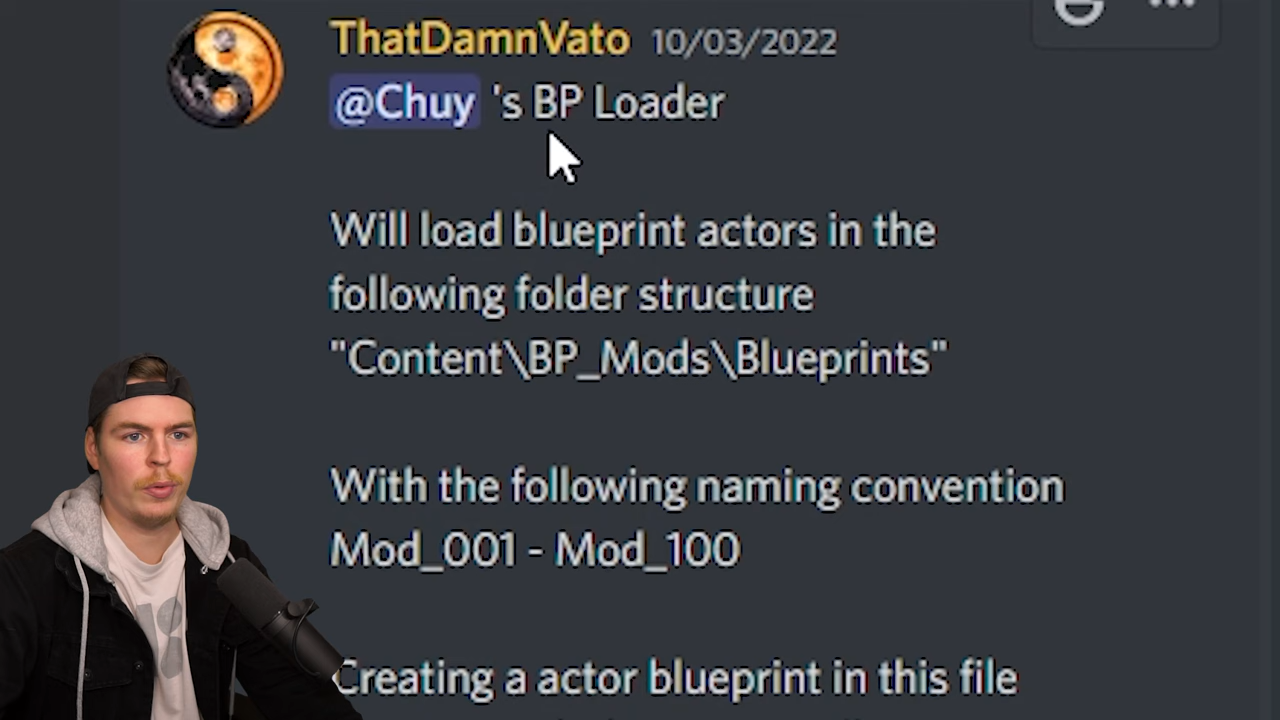 ThatDamnVato 10/03/2022
@Chuy 's BP Loader
Will load blueprint actors in the
following folder structure
"Content\BP_Mods\Blueprints"
With the following naming convention
Mod_001 - Mod_100
Creating a actor blueprint in this file